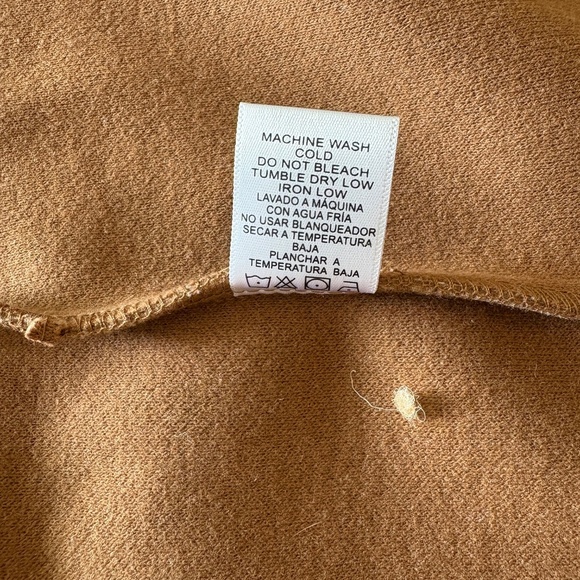 MACHINE WASH
COLD
DO NOT BLEACH
TUMBLE DRY LOW
IRON LOW
LAVADO A MÁQUINA
CON AGUA FRÍA
NO USAR BLANQUEADOR
SECAR A TEMPERATURA
BAJA
PLANCHAR A
TEMPERATURA BAJA